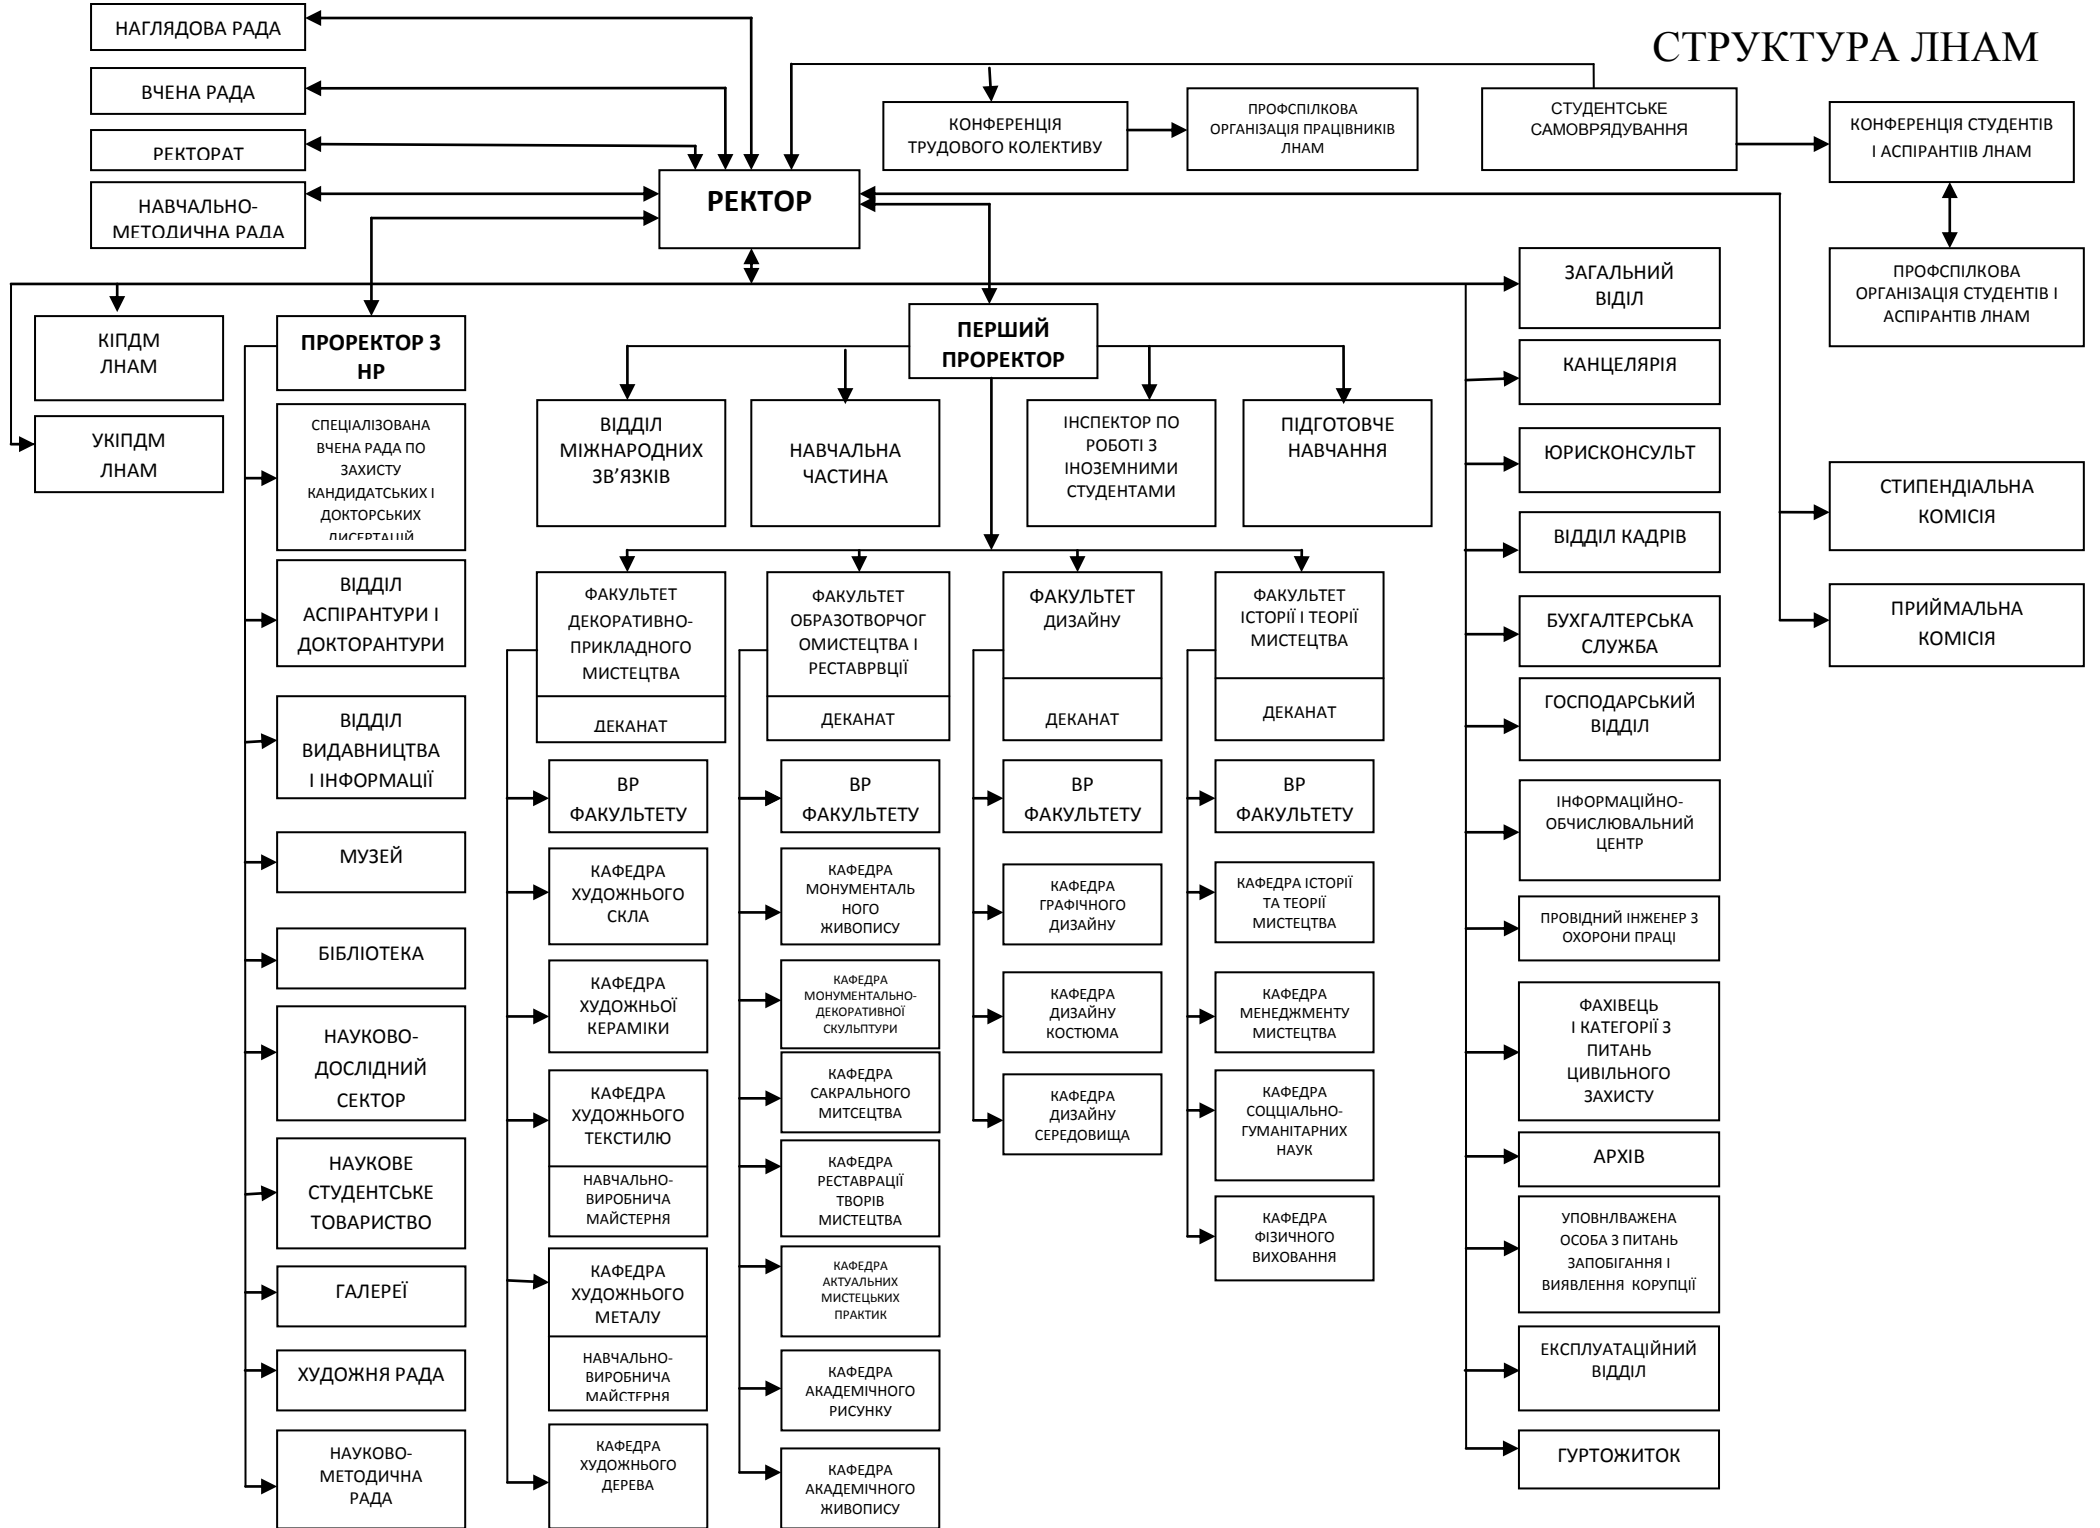 СТРУКТУРА ЛНАМ
НАГЛЯДОВА РАДА
ВЧЕНА РАДА
РЕКТОРАТ
НАВЧАЛЬНО-
МЕТОДИЧНА РАДА
РЕКТОР
КОНФЕРЕНЦІЯ
ТРУДОВОГО КОЛЕКТИВУ
ПРОФСПІЛКОВА
ОРГАНІЗАЦІЯ ПРАЦІВНИКІВ
ЛНАМ
СТУДЕНТСЬКЕ
САМОВРЯДУВАННЯ
КОНФЕРЕНЦІЯ СТУДЕНТІВ
І АСПІРАНТІІВ ЛНАМ
ПРОФСПІЛКОВА
ОРГАНІЗАЦІЯ СТУДЕНТІВ І
АСПІРАНТІВ ЛНАМ
КІПДМ
ЛНАМ
УКІПДМ
ЛНАМ
ПРОРЕКТОР З
НР
СПЕЦІАЛІЗОВАНА
ВЧЕНА РАДА ПО
ЗАХИСТУ
КАНДИДАТСЬКИХ І
ДОКТОРСЬКИХ
ДИСЕРТАЦІЙ
ВІДДІЛ
АСПІРАНТУРИ І
ДОКТОРАНТУРИ
ВІДДІЛ
ВИДАВНИЦТВА
І ІНФОРМАЦІЇ
МУЗЕЙ
БІБЛІОТЕКА
НАУКОВО-
ДОСЛІДНИЙ
СЕКТОР
НАУКОВЕ
СТУДЕНТСЬКЕ
ТОВАРИСТВО
ГАЛЕРЕЇ
ХУДОЖНЯ РАДА
НАУКОВО-
МЕТОДИЧНА
РАДА
ПЕРШИЙ
ПРОРЕКТОР
ВІДДІЛ
МІЖНАРОДНИХ
ЗВ’ЯЗКІВ
НАВЧАЛЬНА
ЧАСТИНА
ІНСПЕКТОР ПО
РОБОТІ З
ІНОЗЕМНИМИ
СТУДЕНТАМИ
ПІДГОТОВЧЕ
НАВЧАННЯ
ФАКУЛЬТЕТ
ДЕКОРАТИВНО-
ПРИКЛАДНОГО
МИСТЕЦТВА
ДЕКАНАТ
ВР
ФАКУЛЬТЕТУ
КАФЕДРА
ХУДОЖНЬОГО
СКЛА
КАФЕДРА
ХУДОЖНЬОЇ
КЕРАМІКИ
КАФЕДРА
ХУДОЖНЬОГО
ТЕКСТИЛЮ
НАВЧАЛЬНО-
ВИРОБНИЧА
МАЙСТЕРНЯ
КАФЕДРА
ХУДОЖНЬОГО
МЕТАЛУ
НАВЧАЛЬНО-
ВИРОБНИЧА
МАЙСТЕРНЯ
КАФЕДРА
ХУДОЖНЬОГО
ДЕРЕВА
ФАКУЛЬТЕТ
ОБРАЗОТВОРЧОГ
ОМИСТЕЦТВА І
РЕСТАВРВЦІЇ
ДЕКАНАТ
ВР
ФАКУЛЬТЕТУ
КАФЕДРА
МОНУМЕНТАЛЬ
НОГО
ЖИВОПИСУ
КАФЕДРА
МОНУМЕНТАЛЬНО-
ДЕКОРАТИВНОЇ
СКУЛЬПТУРИ
КАФЕДРА
САКРАЛЬНОГО
МИТСЕЦТВА
КАФЕДРА
РЕСТАВРАЦІЇ
ТВОРІВ
МИСТЕЦТВА
КАФЕДРА
АКТУАЛЬНИХ
МИСТЕЦЬКИХ
ПРАКТИК
КАФЕДРА
АКАДЕМІЧНОГО
РИСУНКУ
КАФЕДРА
АКАДЕМІЧНОГО
ЖИВОПИСУ
ФАКУЛЬТЕТ
ДИЗАЙНУ
ДЕКАНАТ
ВР
ФАКУЛЬТЕТУ
КАФЕДРА
ГРАФІЧНОГО
ДИЗАЙНУ
КАФЕДРА
ДИЗАЙНУ
КОСТЮМА
КАФЕДРА
ДИЗАЙНУ
СЕРЕДОВИЩА
ФАКУЛЬТЕТ
ІСТОРІЇ І ТЕОРІЇ
МИСТЕЦТВА
ДЕКАНАТ
ВР
ФАКУЛЬТЕТУ
КАФЕДРА ІСТОРІЇ
ТА ТЕОРІЇ
МИСТЕЦТВА
КАФЕДРА
МЕНЕДЖМЕНТУ
МИСТЕЦТВА
КАФЕДРА
СОЦЦІАЛЬНО-
ГУМАНІТАРНИХ
НАУК
КАФЕДРА
ФІЗИЧНОГО
ВИХОВАННЯ
ЗАГАЛЬНИЙ
ВІДІЛ
КАНЦЕЛЯРІЯ
ЮРИСКОНСУЛЬТ
ВІДДІЛ КАДРІВ
БУХГАЛТЕРСЬКА
СЛУЖБА
ГОСПОДАРСЬКИЙ
ВІДДІЛ
ІНФОРМАЦІЙНО-
ОБЧИСЛЮВАЛЬНИЙ
ЦЕНТР
ПРОВІДНИЙ ІНЖЕНЕР З
ОХОРОНИ ПРАЦІ
ФАХІВЕЦЬ
І КАТЕГОРІЇ З
ПИТАНЬ
ЦИВІЛЬНОГО
ЗАХИСТУ
АРХІВ
УПОВНЛВАЖЕНА
ОСОБА З ПИТАНЬ
ЗАПОБІГАННЯ І
ВИЯВЛЕННЯ КОРУПЦІЇ
ЕКСПЛУАТАЦІЙНИЙ
ВІДДІЛ
ГУРТОЖИТОК
СТИПЕНДІАЛЬНА
КОМІСІЯ
ПРИЙМАЛЬНА
КОМІСІЯ